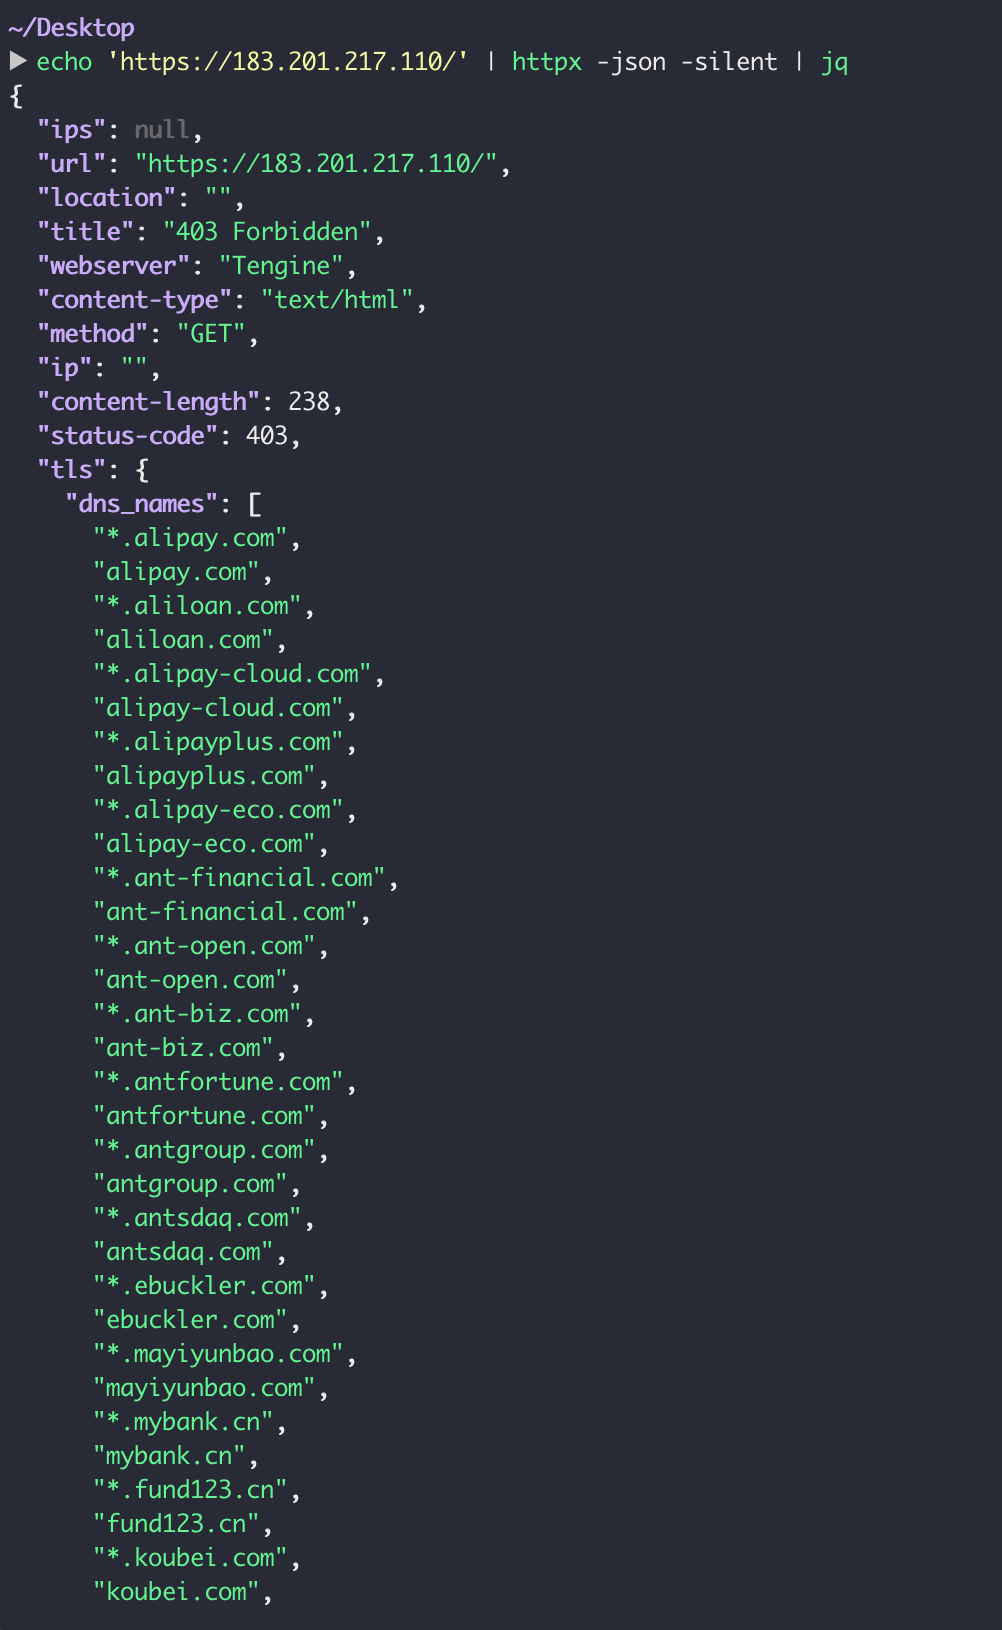 ~/Desktop
▶ echo 'https://183.201.217.110/' | httpx -json -silent | jq
{
  "ips": null,
  "url": "https://183.201.217.110/",
  "location": "",
  "title": "403 Forbidden",
  "webserver": "Tengine",
  "content-type": "text/html",
  "method": "GET",
  "ip": "",
  "content-length": 238,
  "status-code": 403,
  "tls": {
    "dns_names": [
      "*.alipay.com",
      "alipay.com",
      "*.aliloan.com",
      "aliloan.com",
      "*.alipay-cloud.com",
      "alipay-cloud.com",
      "*.alipayplus.com",
      "alipayplus.com",
      "*.alipay-eco.com",
      "alipay-eco.com",
      "*.ant-financial.com",
      "ant-financial.com",
      "*.ant-open.com",
      "ant-open.com",
      "*.ant-biz.com",
      "ant-biz.com",
      "*.antfortune.com",
      "antfortune.com",
      "*.antgroup.com",
      "antgroup.com",
      "*.antsdaq.com",
      "antsdaq.com",
      "*.ebuckler.com",
      "ebuckler.com",
      "*.mayiyunbao.com",
      "mayiyunbao.com",
      "*.mybank.cn",
      "mybank.cn",
      "*.fund123.cn",
      "fund123.cn",
      "*.koubei.com",
      "koubei.com",